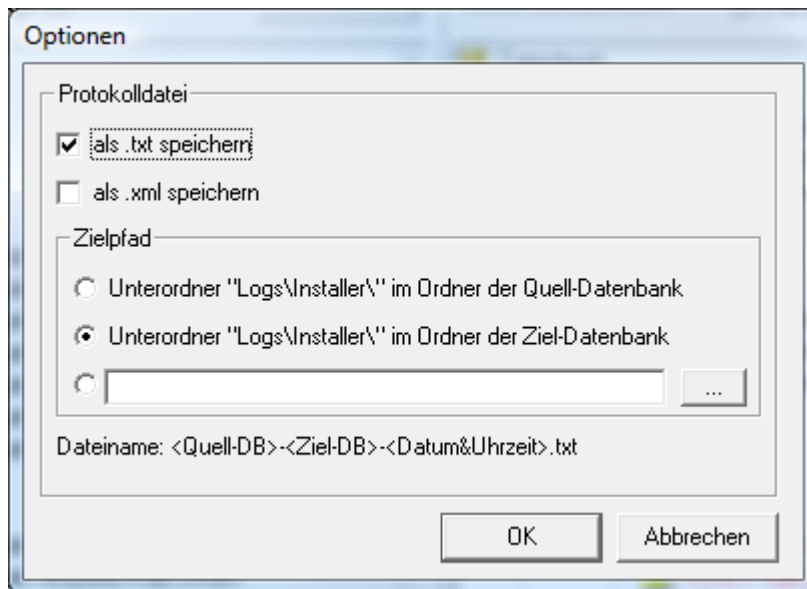 Optionen
Protokolldatei
als .txt speichern
als .xml speichern
Zielpfad
Unterordner "Logs\Installer\" im Ordner der Quell-Datenbank
Unterordner "Logs\Installer\" im Ordner der Ziel-Datenbank
...
Dateiname: <Quell-DB>-<Ziel-DB>-<Datum&Uhrzeit>.txt
OK
Abbrechen